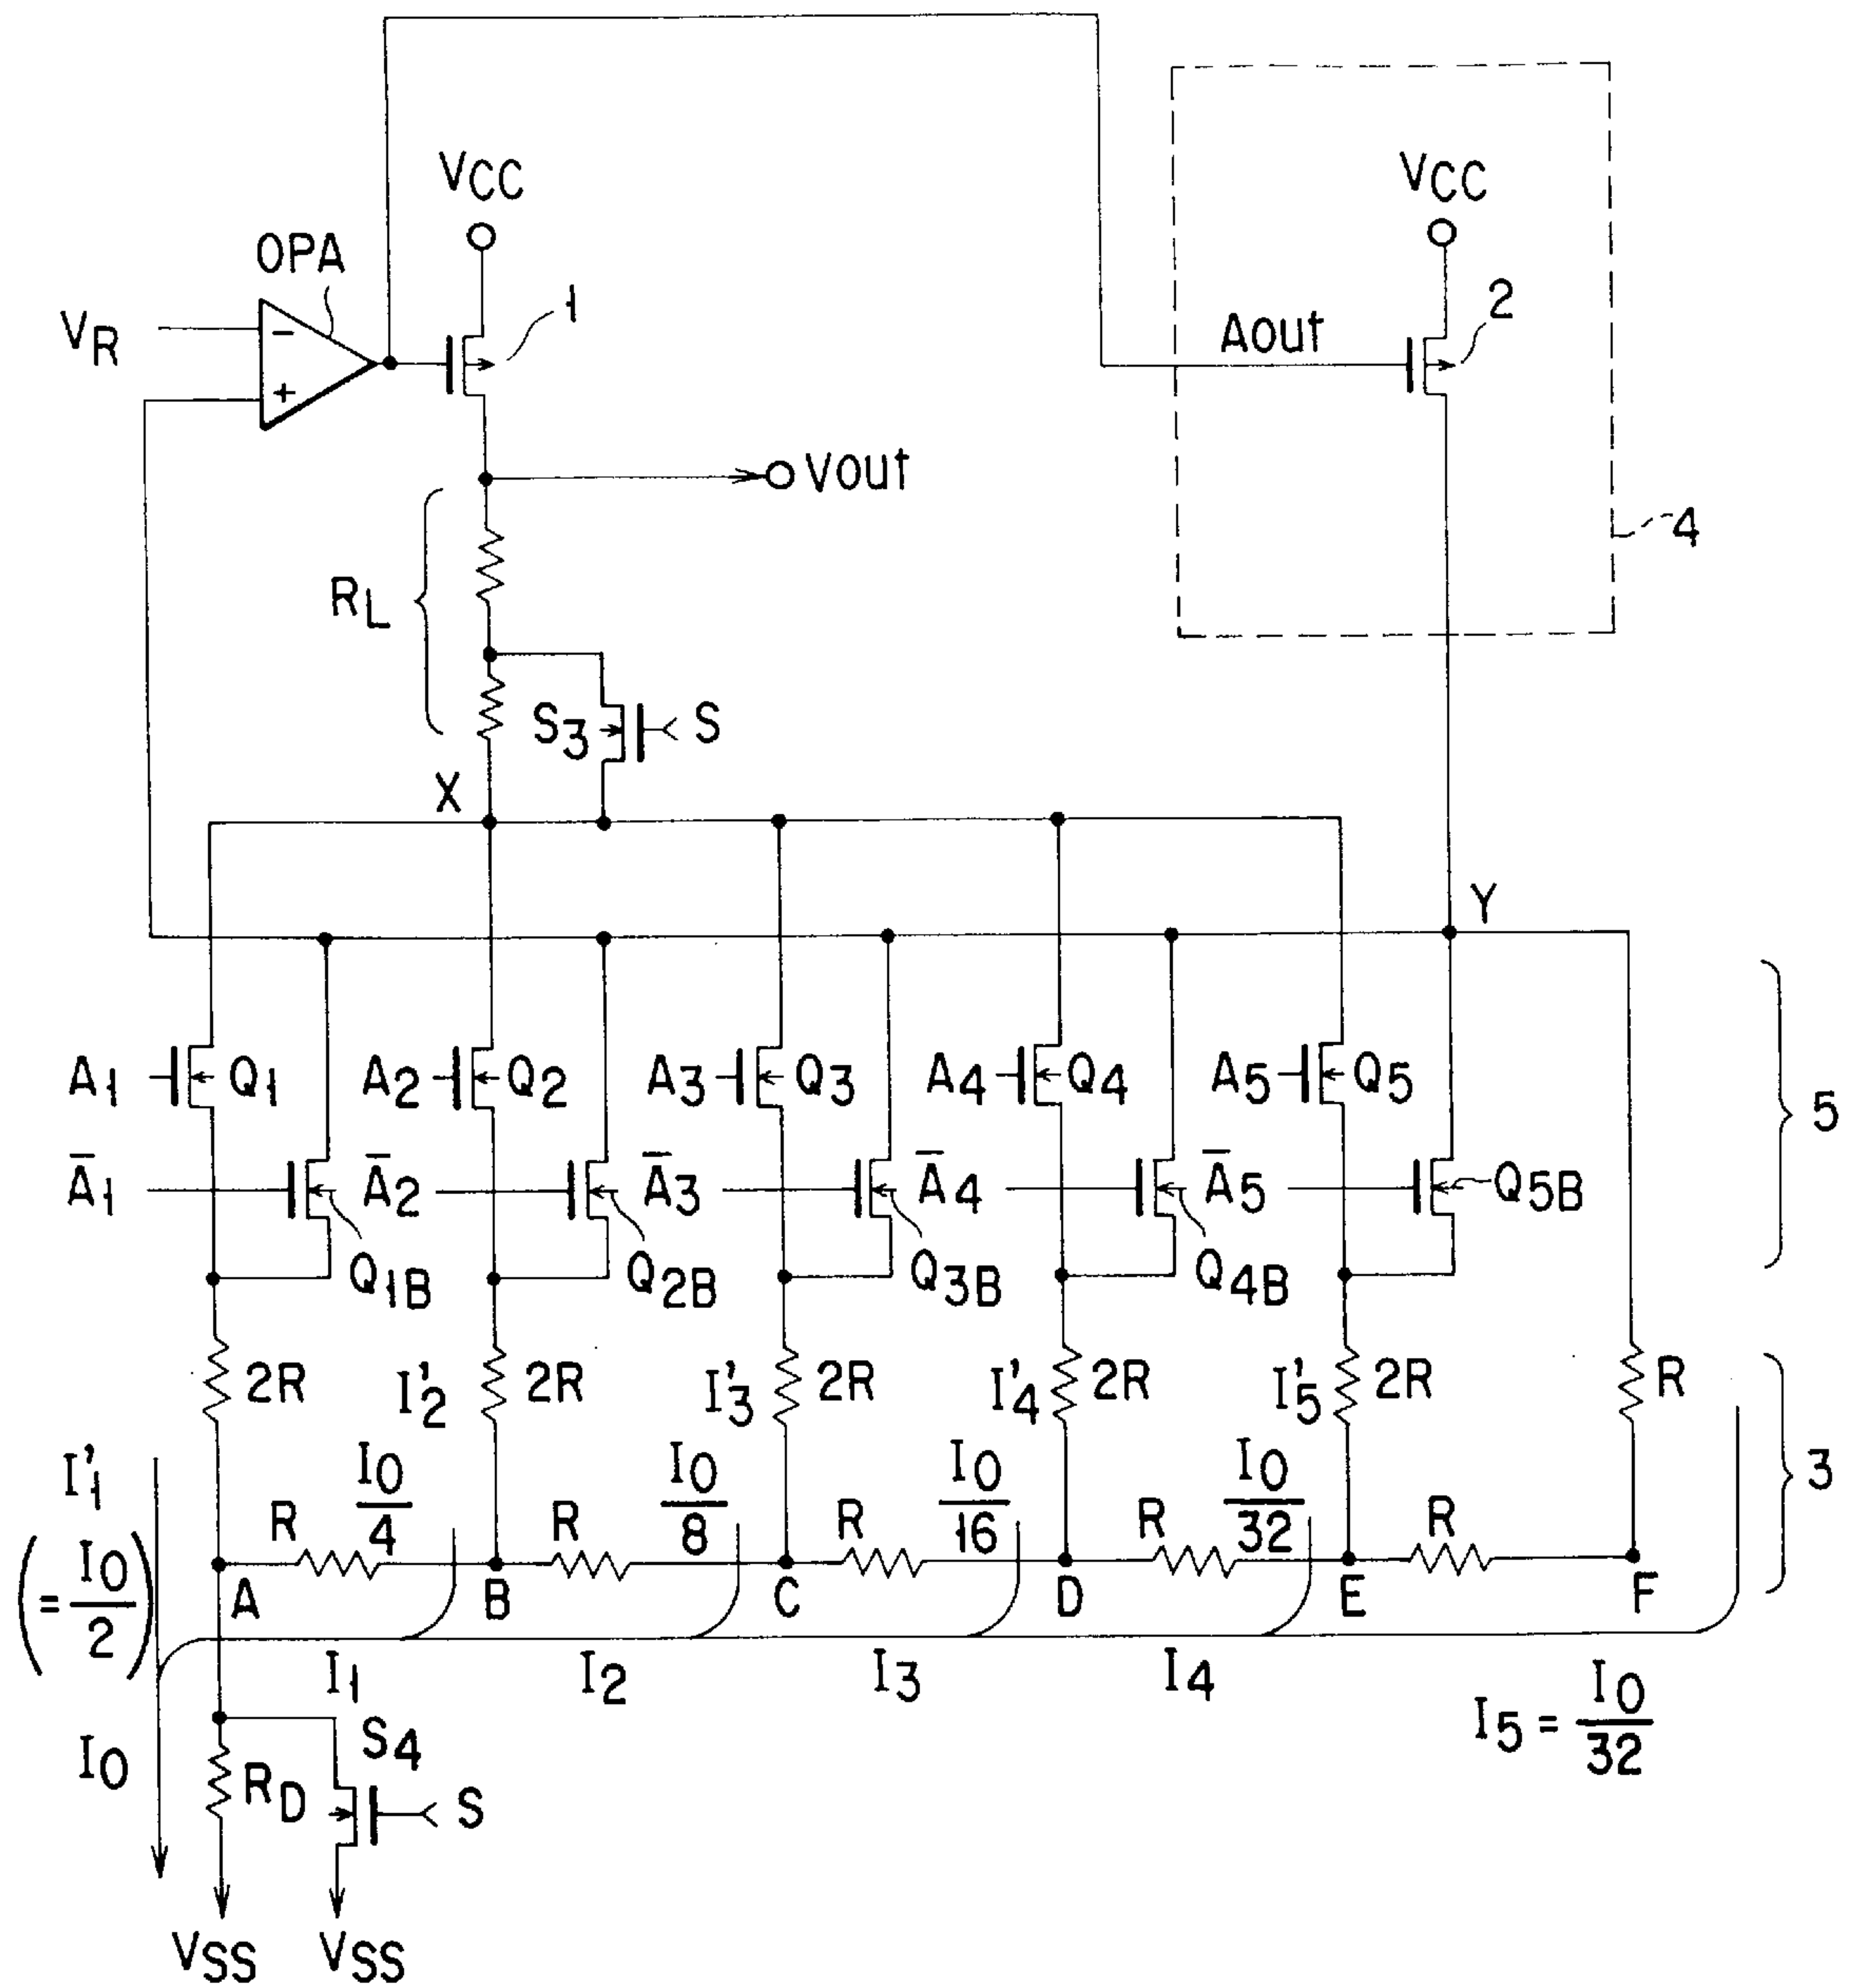 VCC
VCC
OPA
1
2
VR
-
+
Aout
Vout
4
RL
S3
S
X
Y
A1
Q1
A2
Q2
A3
Q3
A4
Q4
A5
Q5
5
Ā1
Ā2
Ā3
Ā4
Ā5
Q5B
Q1B
Q2B
Q3B
Q4B
2R
I'2
2R
I'3
2R
I'4
2R
I'5
2R
R
3
I'1
R
I0/4
R
I0/8
R
I0/16
R
I0/32
R
(= I0/2)
A
B
C
D
E
F
I1
I2
I3
I4
I5 = I0/32
I0
S4
RD
S
VSS
VSS